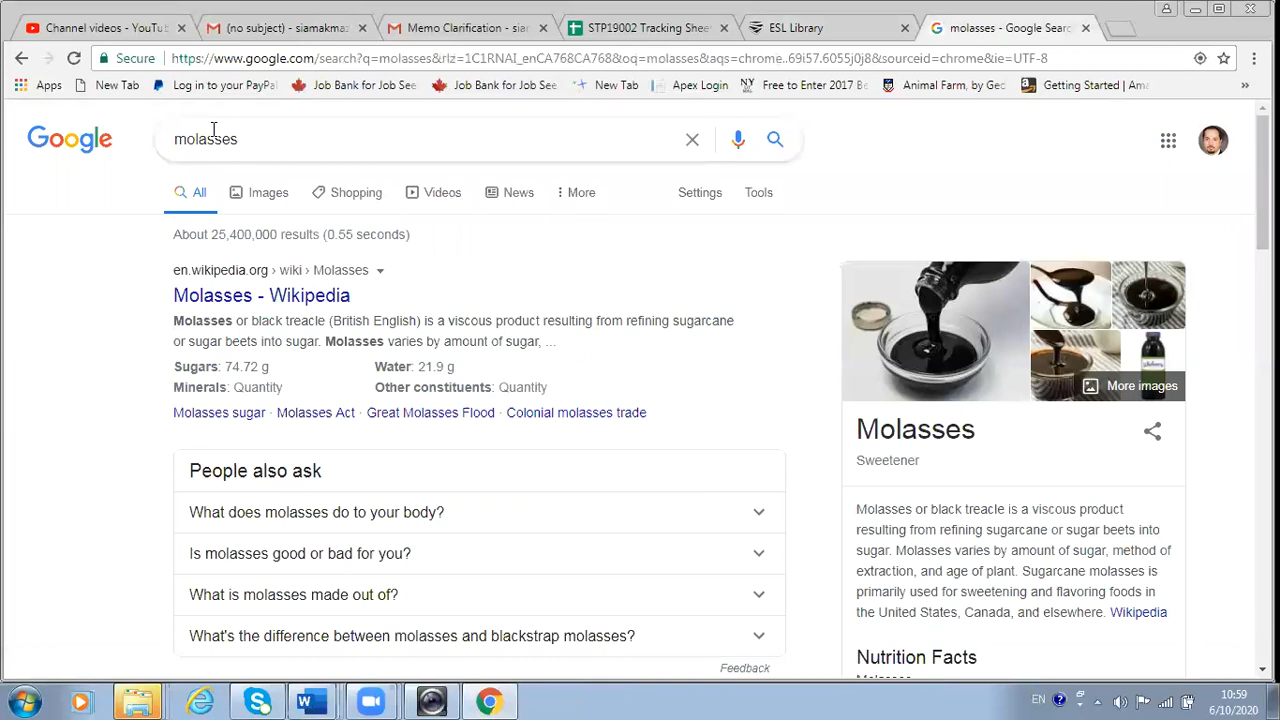 Channel videos - YouTu
(no subject) - siamakma
Memo Clarification - sia
STP19002 Tracking Shee
ESL Library
molasses - Google Searc
Secure
https://www.google.com/search?q=molasses&rlz=1C1RNAI_enCA768CA768&oq=molasses&aqs=chrome..69i57.6055j0j8&sourceid=chrome&ie=UTF-8
Apps
New Tab
Log in to your PayPal
Job Bank for Job See
Job Bank for Job See
New Tab
Apex Login
NY Free to Enter 2017 Be
Animal Farm, by Geo
Getting Started | Ama
Google
molasses
All
Images
Shopping
Videos
News
More
Settings
Tools
About 25,400,000 results (0.55 seconds)
en.wikipedia.org › wiki › Molasses
Molasses - Wikipedia
Molasses or black treacle (British English) is a viscous product resulting from refining sugarcane
or sugar beets into sugar. Molasses varies by amount of sugar, ...
Sugars: 74.72 g
Water: 21.9 g
Minerals: Quantity
Other constituents: Quantity
Molasses sugar · Molasses Act · Great Molasses Flood · Colonial molasses trade
People also ask
What does molasses do to your body?
Is molasses good or bad for you?
What is molasses made out of?
What's the difference between molasses and blackstrap molasses?
Feedback
More images
Molasses
Sweetener
Molasses or black treacle is a viscous product
resulting from refining sugarcane or sugar beets into
sugar. Molasses varies by amount of sugar, method of
extraction, and age of plant. Sugarcane molasses is
primarily used for sweetening and flavoring foods in
the United States, Canada, and elsewhere. Wikipedia
Nutrition Facts
EN
10:59
6/10/2020